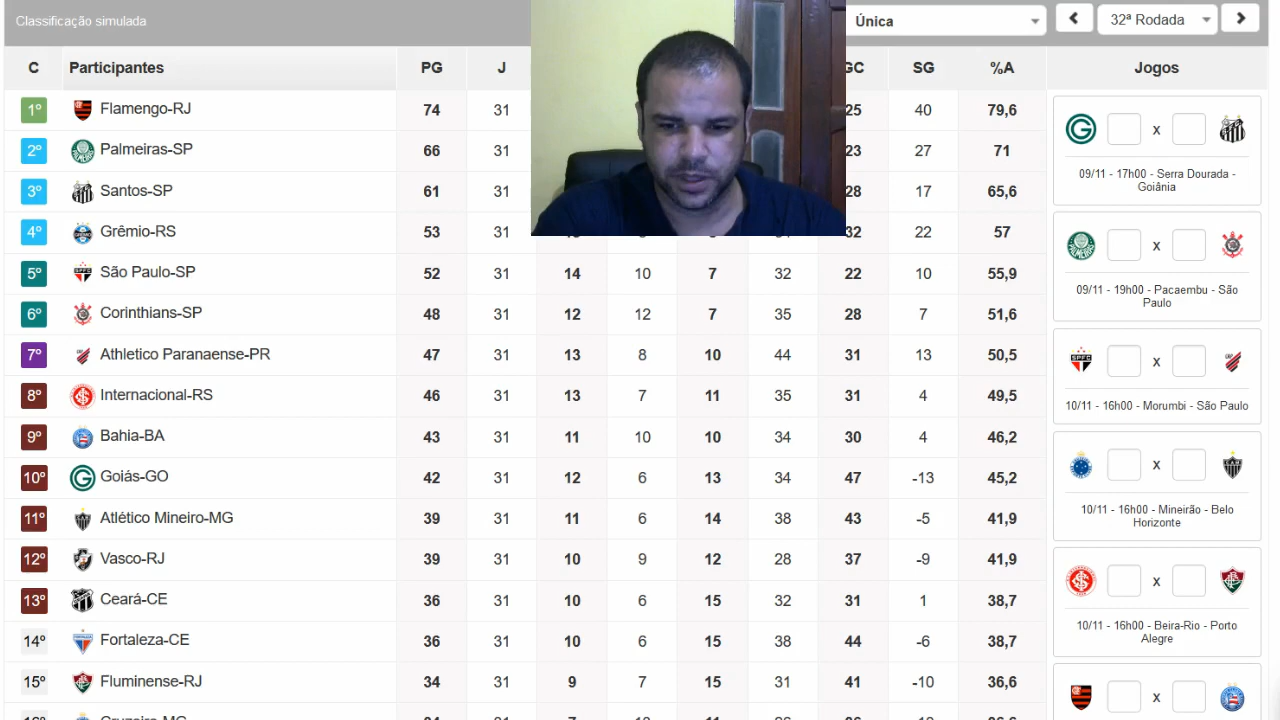 Classificação simulada
Única
32ª Rodada
C Participantes PG J GC SG %A Jogos
1º Flamengo-RJ 74 31 25 40 79,6
2º Palmeiras-SP 66 31 23 27 71
3º Santos-SP 61 31 28 17 65,6
4º Grêmio-RS 53 31 32 22 57
5º São Paulo-SP 52 31 14 10 7 32 22 10 55,9
6º Corinthians-SP 48 31 12 12 7 35 28 7 51,6
7º Athletico Paranaense-PR 47 31 13 8 10 44 31 13 50,5
8º Internacional-RS 46 31 13 7 11 35 31 4 49,5
9º Bahia-BA 43 31 11 10 10 34 30 4 46,2
10º Goiás-GO 42 31 12 6 13 34 47 -13 45,2
11º Atlético Mineiro-MG 39 31 11 6 14 38 43 -5 41,9
12º Vasco-RJ 39 31 10 9 12 28 37 -9 41,9
13º Ceará-CE 36 31 10 6 15 32 31 1 38,7
14º Fortaleza-CE 36 31 10 6 15 38 44 -6 38,7
15º Fluminense-RJ 34 31 9 7 15 31 41 -10 36,6
x
09/11 - 17h00 - Serra Dourada -
Goiânia
x
09/11 - 19h00 - Pacaembu - São
Paulo
x
10/11 - 16h00 - Morumbi - São Paulo
x
10/11 - 16h00 - Mineirão - Belo
Horizonte
x
10/11 - 16h00 - Beira-Rio - Porto
Alegre
x